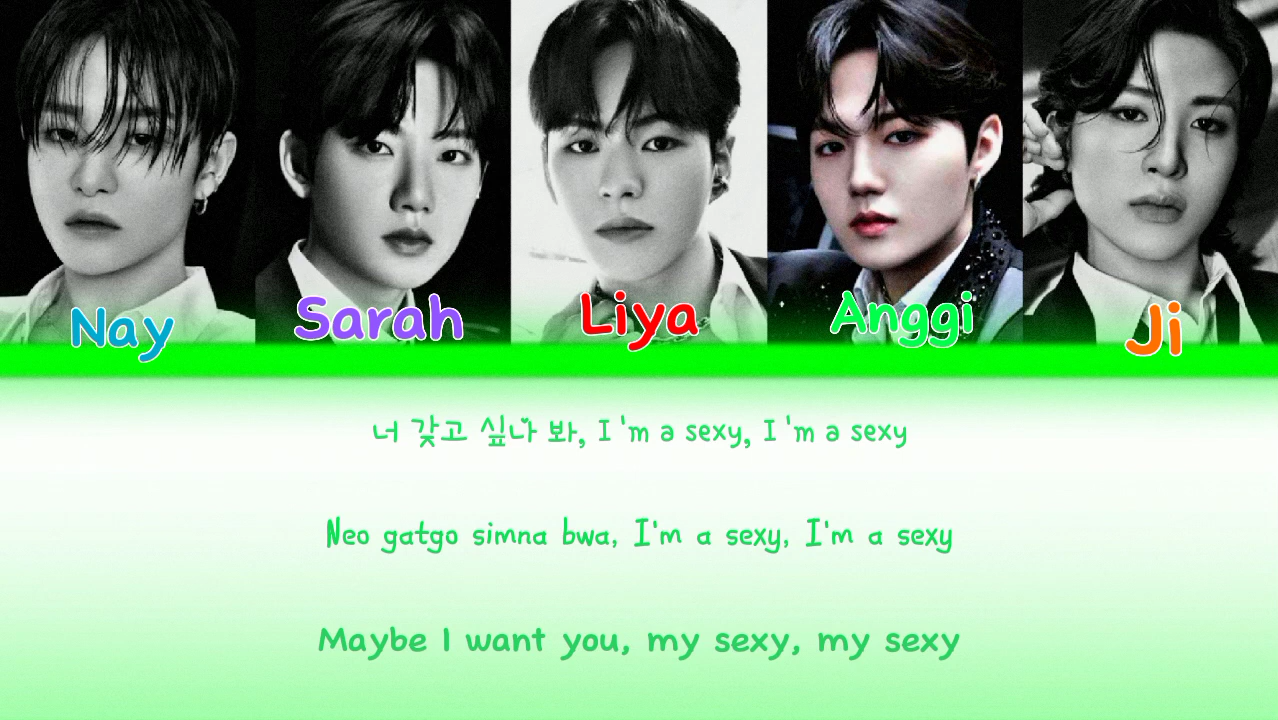 Nay Sarah Liya Anggi Ji
너 갖고 싶나 봐, I'm a sexy, I'm a sexy
Neo gatgo simna bwa, I'm a sexy, I'm a sexy
Maybe I want you, my sexy, my sexy